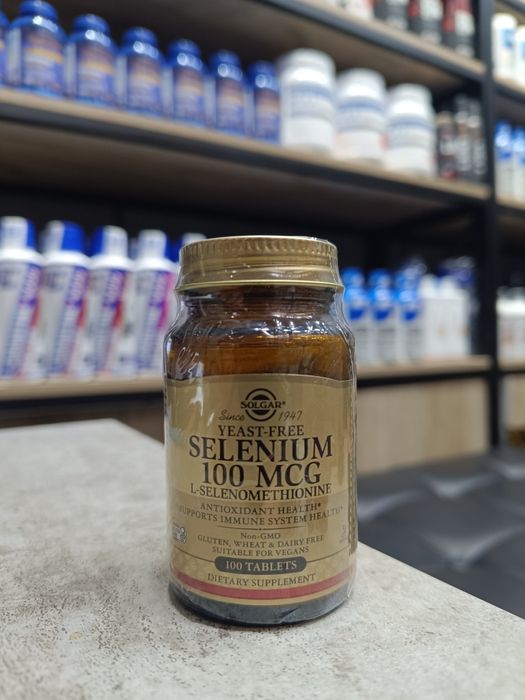 SOLGAR®
Since 1947
YEAST-FREE
SELENIUM
100 MCG
L-SELENOMETHIONINE
ANTIOXIDANT HEALTH*
SUPPORTS IMMUNE SYSTEM HEALTH*
NON-GMO
GLUTEN, WHEAT & DAIRY FREE
SUITABLE FOR VEGANS
100 TABLETS
DIETARY SUPPLEMENT